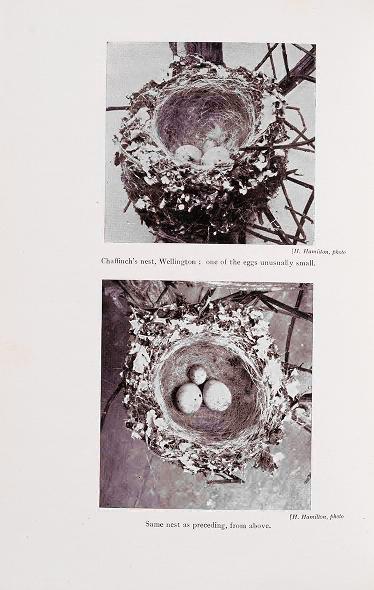 [H. Hamilton, photo
Chaffinch's nest, Wellington ; one of the eggs unusually small.
[H. Hamilton, photo
Same nest as preceding, from above.